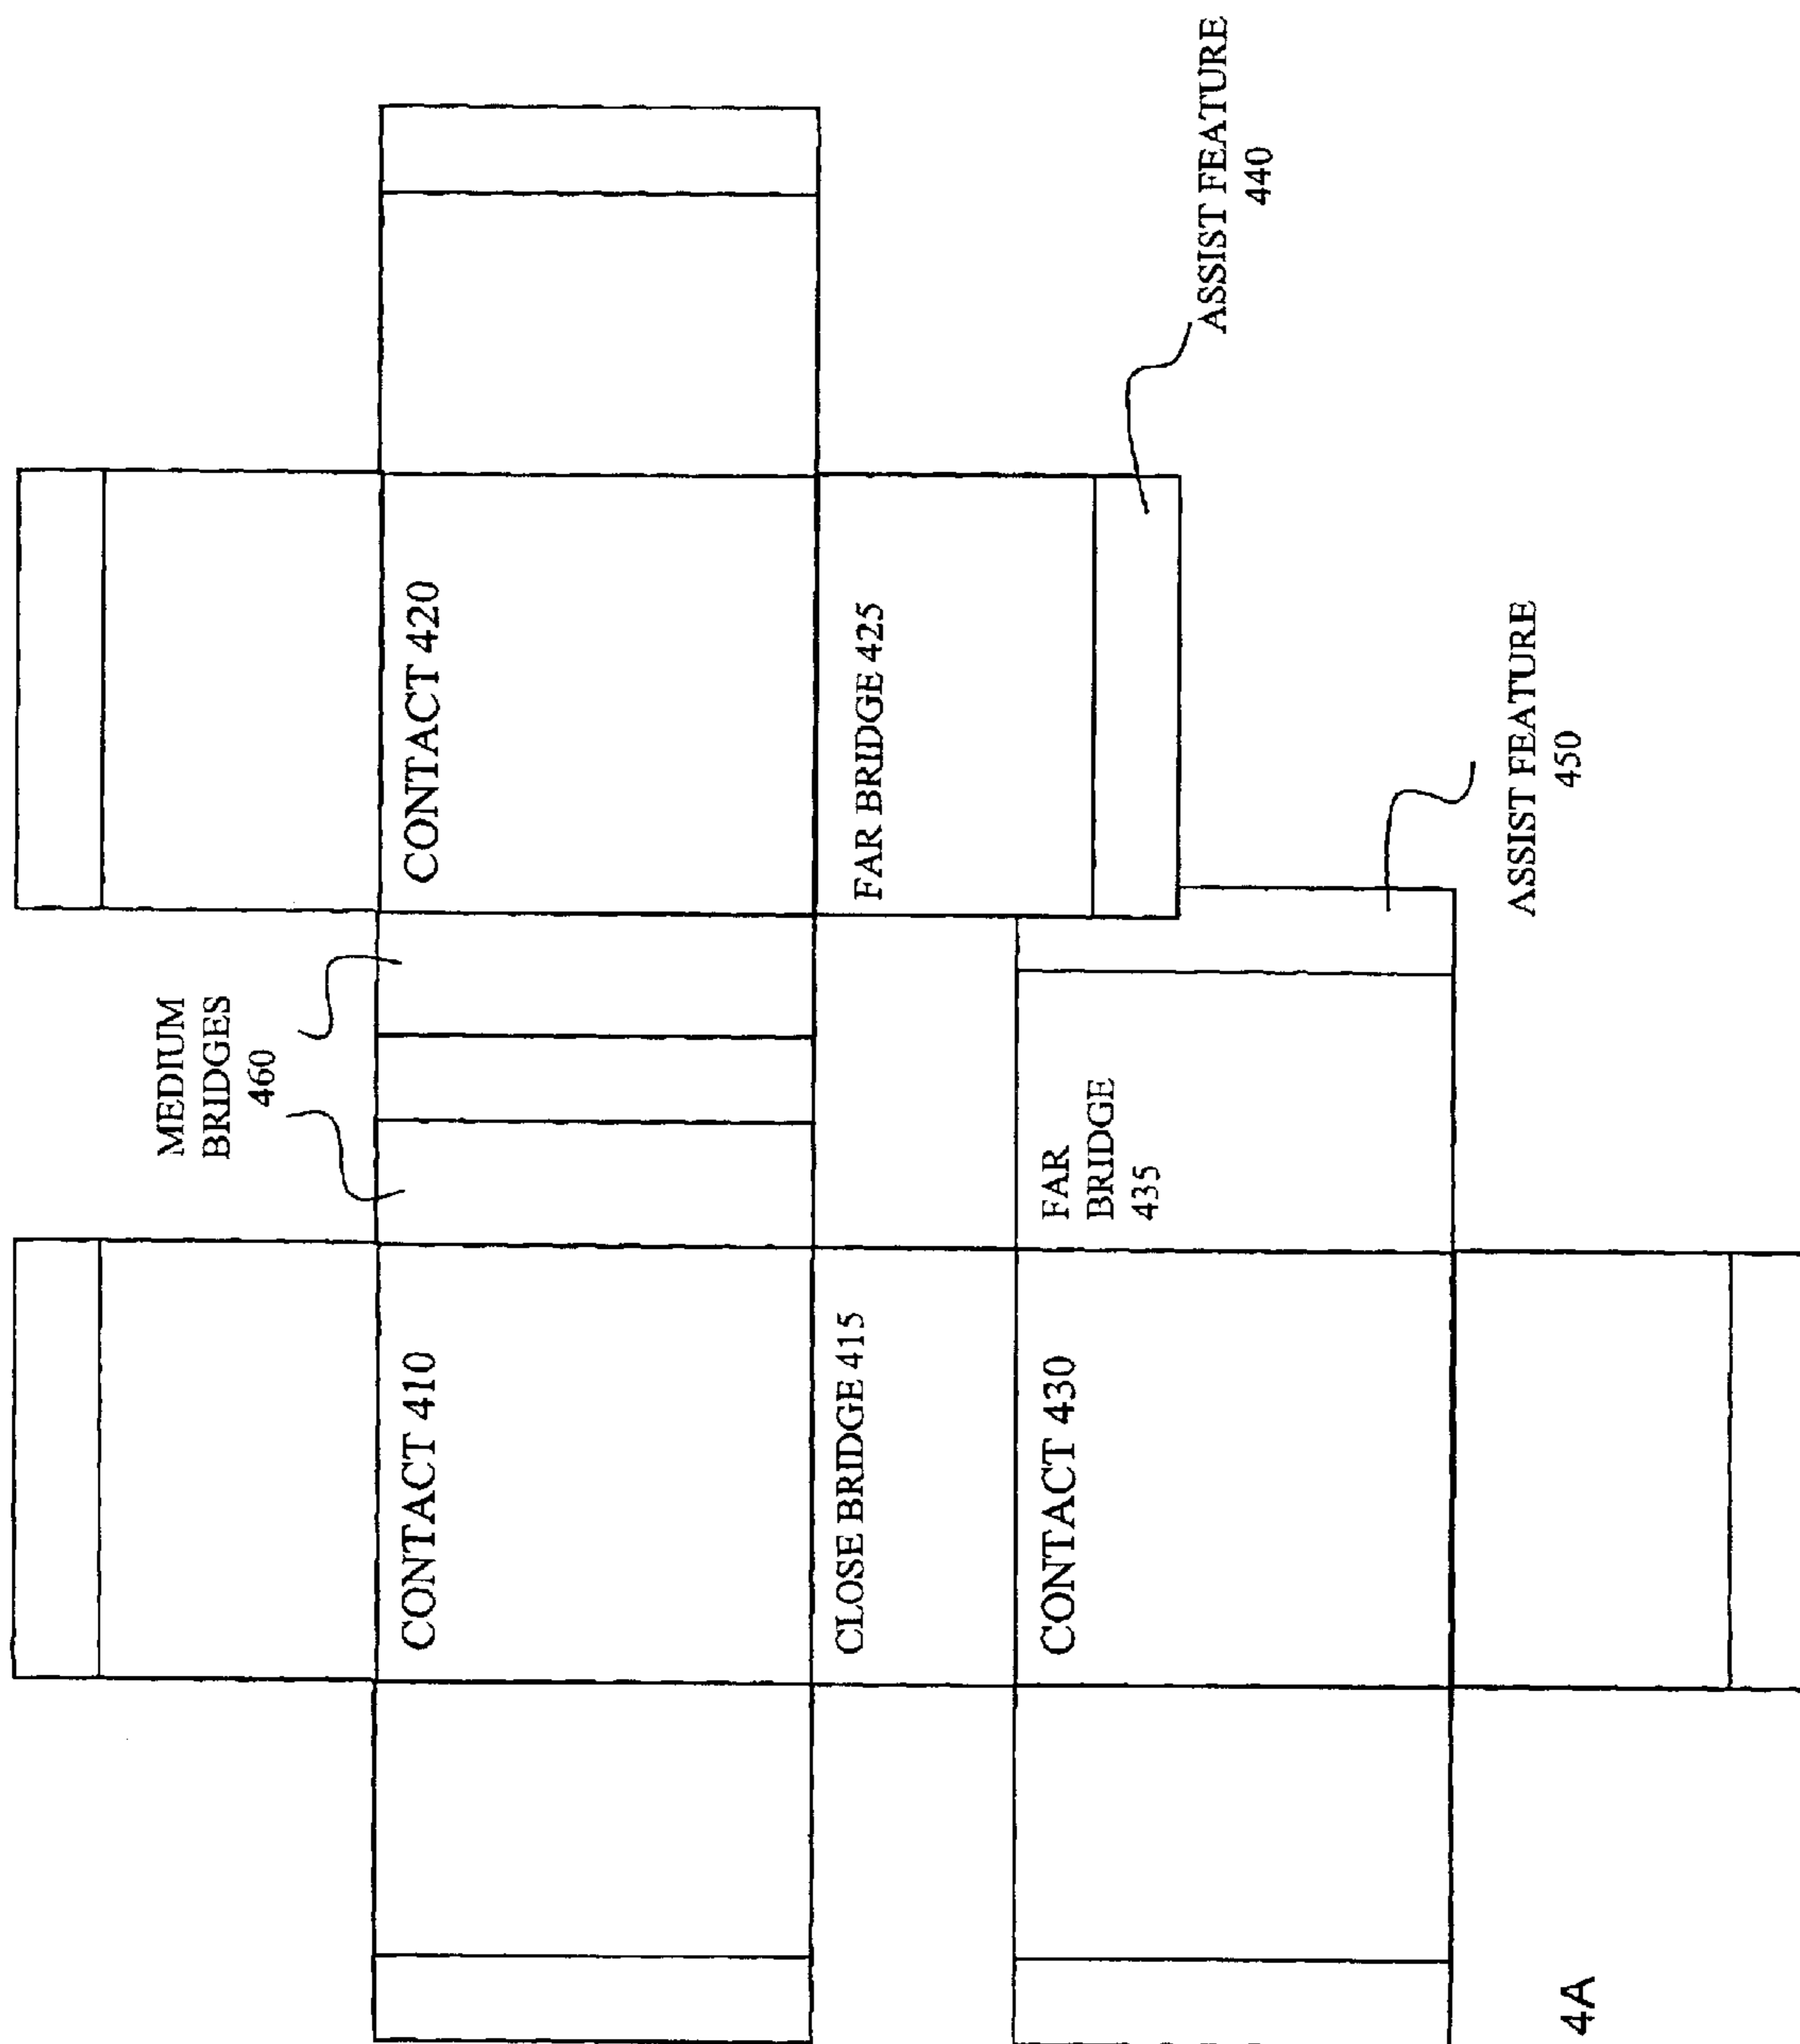 MEDIUM
BRIDGES
460
CONTACT 410
CONTACT 420
CLOSE BRIDGE 415
FAR BRIDGE 425
CONTACT 430
FAR
BRIDGE
435
ASSIST FEATURE
440
ASSIST FEATURE
450
4A